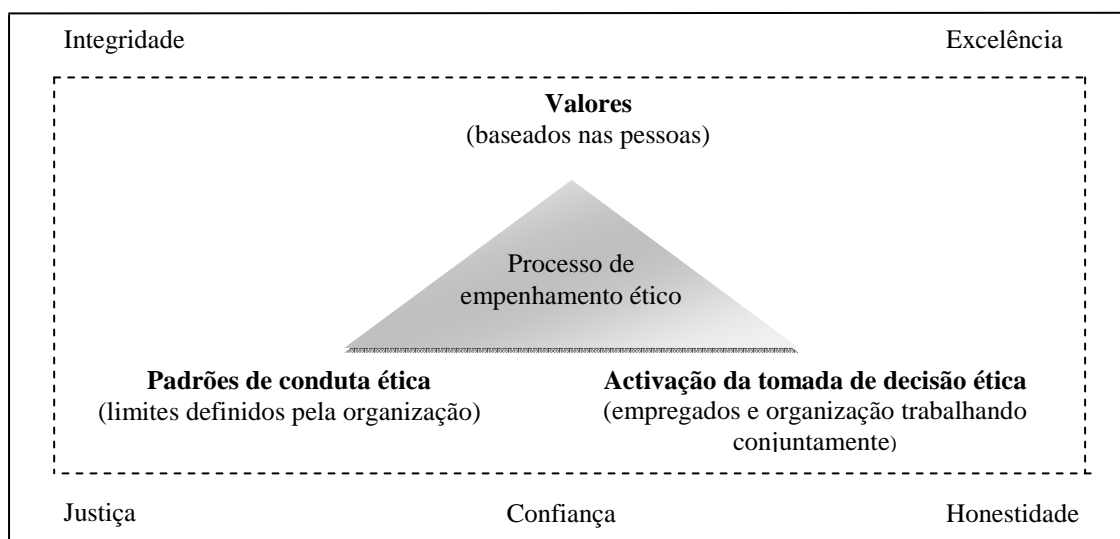 Integridade
Excelência
Valores
(baseados nas pessoas)
Processo de
empenhamento ético
Padrões de conduta ética
(limites definidos pela organização)
Activação da tomada de decisão ética
(empregados e organização trabalhando
conjuntamente)
Justiça
Confiança
Honestidade